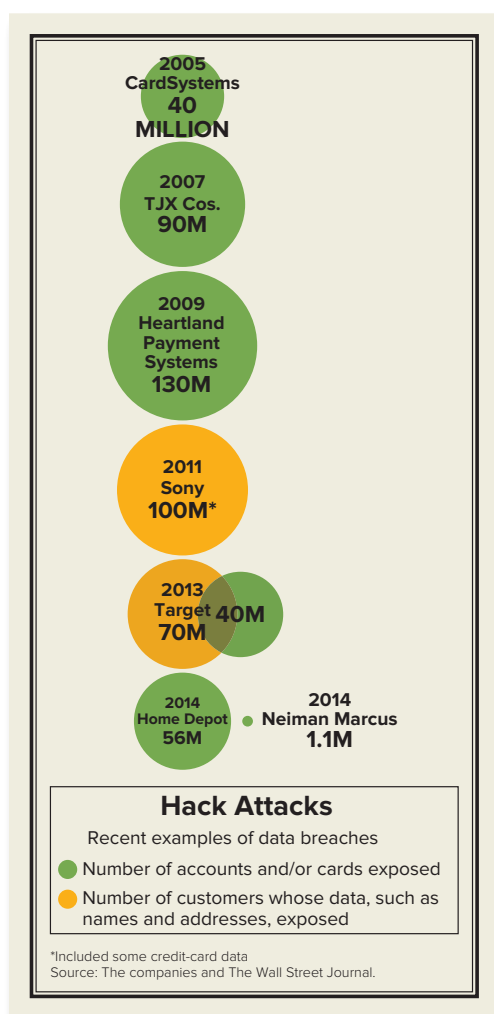 2005
CardSystems
40
MILLION
2007
TJX Cos.
90M
2009
Heartland
Payment
Systems
130M
2011
Sony
100M*
2013
Target
70M
40M
2014
Home Depot
56M
2014
Neiman Marcus
1.1M
Hack Attacks
Recent examples of data breaches
Number of accounts and/or cards exposed
Number of customers whose data, such as
names and addresses, exposed
*Included some credit-card data
Source: The companies and The Wall Street Journal.